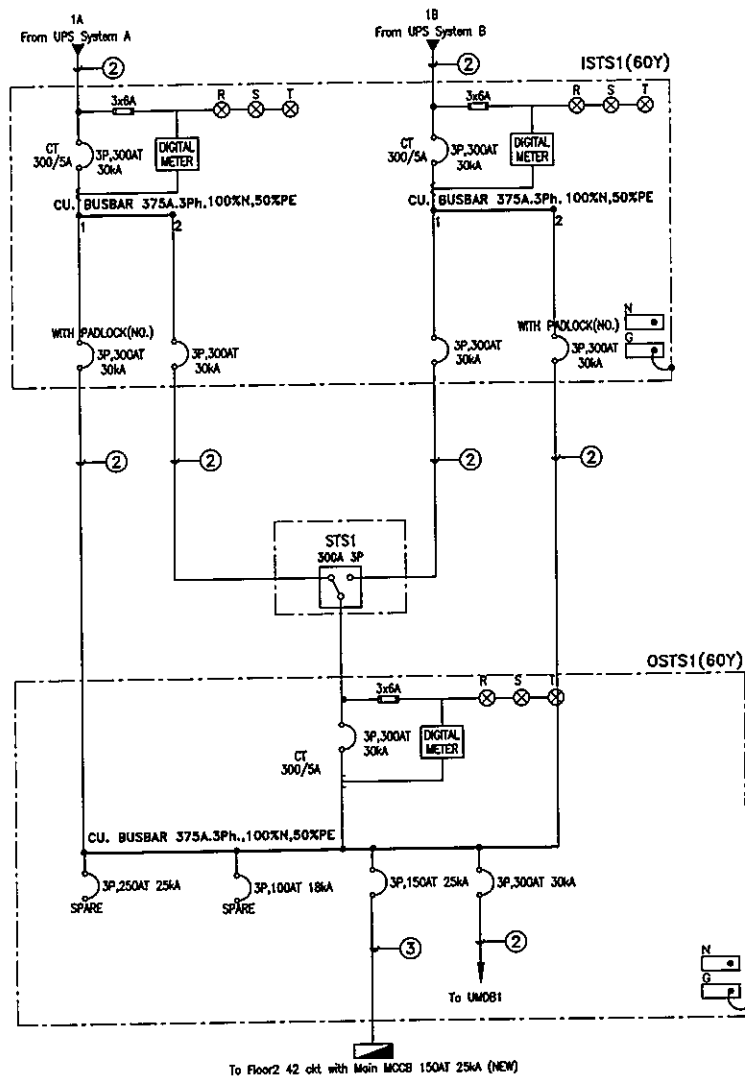 1A
From UPS System A
1B
From UPS System B
2
2
ISTS1(60Y)
3x6A
R S T
3x6A
R S T
CT
300/5A
3P,300AT
30kA
DIGITAL
METER
CT
300/5A
3P,300AT
30kA
DIGITAL
METER
CU. BUSBAR 375A.3Ph.100%N,50%PE
CU. BUSBAR 375A.3Ph.100%N,50%PE
1 2
1 2
WITH PADLOCK(NO.)
3P,300AT
30kA
3P,300AT
30kA
3P,300AT
30kA
WITH PADLOCK(NO.)
3P,300AT
30kA
N
G
2
2
2
2
STS1
300A 3P
OSTS1(60Y)
3x6A
R S T
CT
300/5A
3P,300AT
30kA
DIGITAL
METER
CU. BUSBAR 375A.3Ph.,100%N,50%PE
3P,250AT 25kA
SPARE
3P,100AT 18kA
SPARE
3P,150AT 25kA
3P,300AT 30kA
3
2
To UMDB1
N
G
To Floor2 42 ckt with Main MCCB 150AT 25kA (NEW)